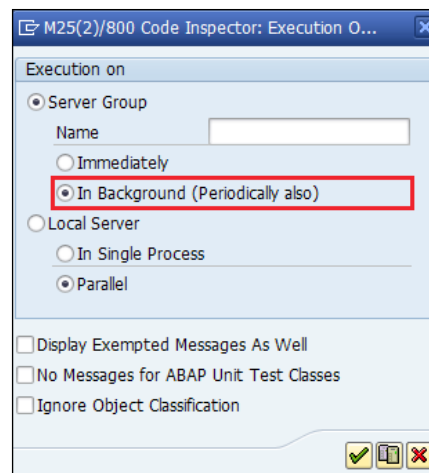 M25(2)/800 Code Inspector: Execution O...
Execution on
Server Group
Name
Immediately
In Background (Periodically also)
Local Server
In Single Process
Parallel
Display Exempted Messages As Well
No Messages for ABAP Unit Test Classes
Ignore Object Classification